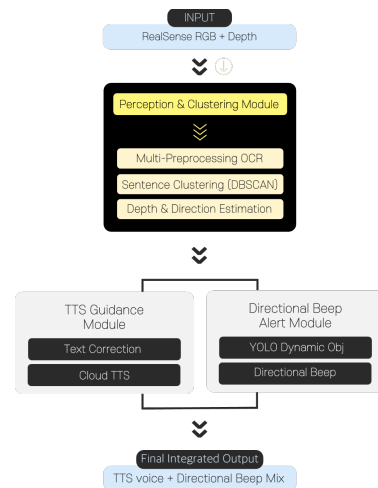 INPUT
RealSense RGB + Depth
Perception & Clustering Module
Multi-Preprocessing OCR
Sentence Clustering (DBSCAN)
Depth & Direction Estimation
TTS Guidance
Module
Text Correction
Cloud TTS
Directional Beep
Alert Module
YOLO Dynamic Obj
Directional Beep
Final Integrated Output
TTS voice + Directional Beep Mix